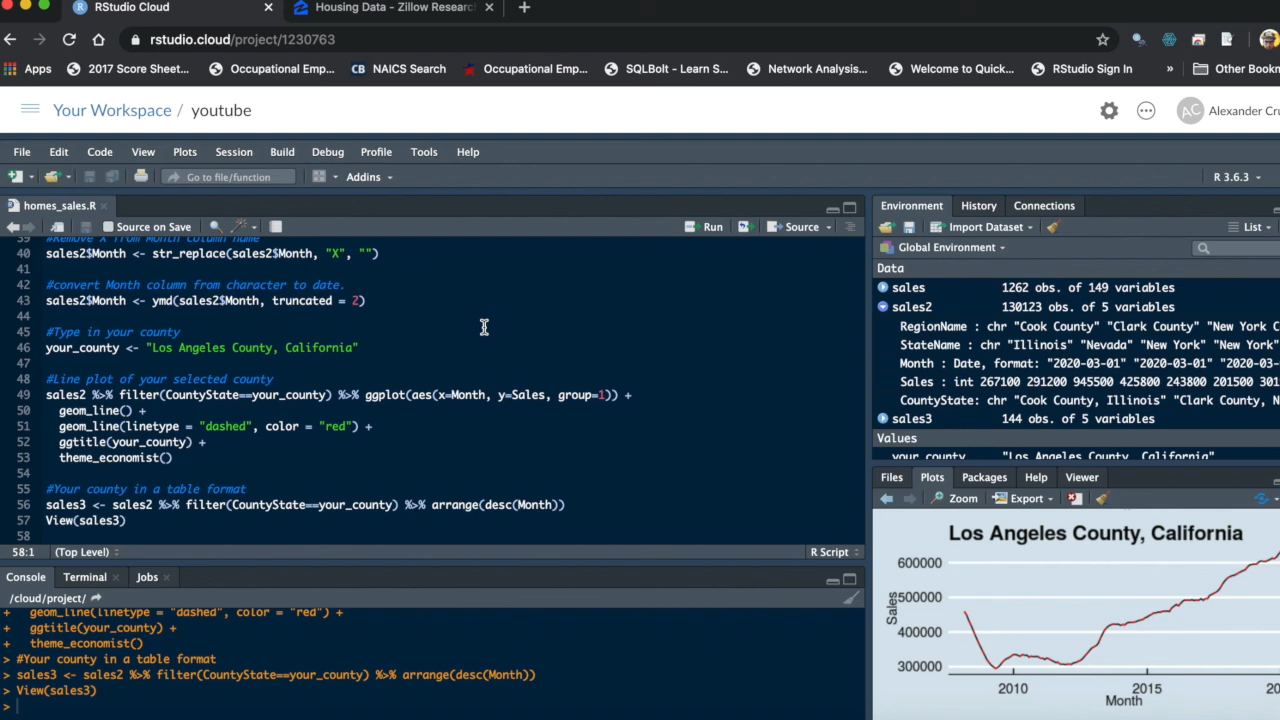 RStudio Cloud
Housing Data - Zillow Research
rstudio.cloud/project/1230763
Apps
2017 Score Sheet...
Occupational Emp...
CB NAICS Search
Occupational Emp...
SQLBolt - Learn S...
Network Analysis...
Welcome to Quick...
RStudio Sign In
»
Other Bookm
Your Workspace / youtube
AC Alexander Cru
File Edit Code View Plots Session Build Debug Profile Tools Help
Go to file/function
Addins
R 3.6.3
homes_sales.R
Source on Save
Run
Source
39 #Remove X from Month column name
40 sales2$Month <- str_replace(sales2$Month, "X", "")
41
42 #convert Month column from character to date.
43 sales2$Month <- ymd(sales2$Month, truncated = 2)
44
45 #Type in your county
46 your_county <- "Los Angeles County, California"
47
48 #Line plot of your selected county
49 sales2 %>% filter(CountyState==your_county) %>% ggplot(aes(x=Month, y=Sales, group=1)) +
50 geom_line() +
51 geom_line(linetype = "dashed", color = "red") +
52 ggtitle(your_county) +
53 theme_economist()
54
55 #Your county in a table format
56 sales3 <- sales2 %>% filter(CountyState==your_county) %>% arrange(desc(Month))
57 View(sales3)
58
58:1 (Top Level) R Script
Console Terminal Jobs
/cloud/project/
+ geom_line(linetype = "dashed", color = "red") +
+ ggtitle(your_county) +
+ theme_economist()
> #Your county in a table format
> sales3 <- sales2 %>% filter(CountyState==your_county) %>% arrange(desc(Month))
> View(sales3)
>
Environment History Connections
Import Dataset
List
Global Environment
Data
sales 1262 obs. of 149 variables
sales2 130123 obs. of 5 variables
RegionName : chr "Cook County" "Clark County" "New York C
StateName : chr "Illinois" "Nevada" "New York" "Califor
Month : Date, format: "2020-03-01" "2020-03-01" "2020-03
Sales : int 267100 291200 945500 425800 243800 201500 301
CountyState: chr "Cook County, Illinois" "Clark County, N
sales3 144 obs. of 5 variables
Values
your_county "Los Angeles County, California"
Files Plots Packages Help Viewer
Zoom Export
Los Angeles County, California
600000
500000
400000
300000
Sales
2010 2015 20
Month